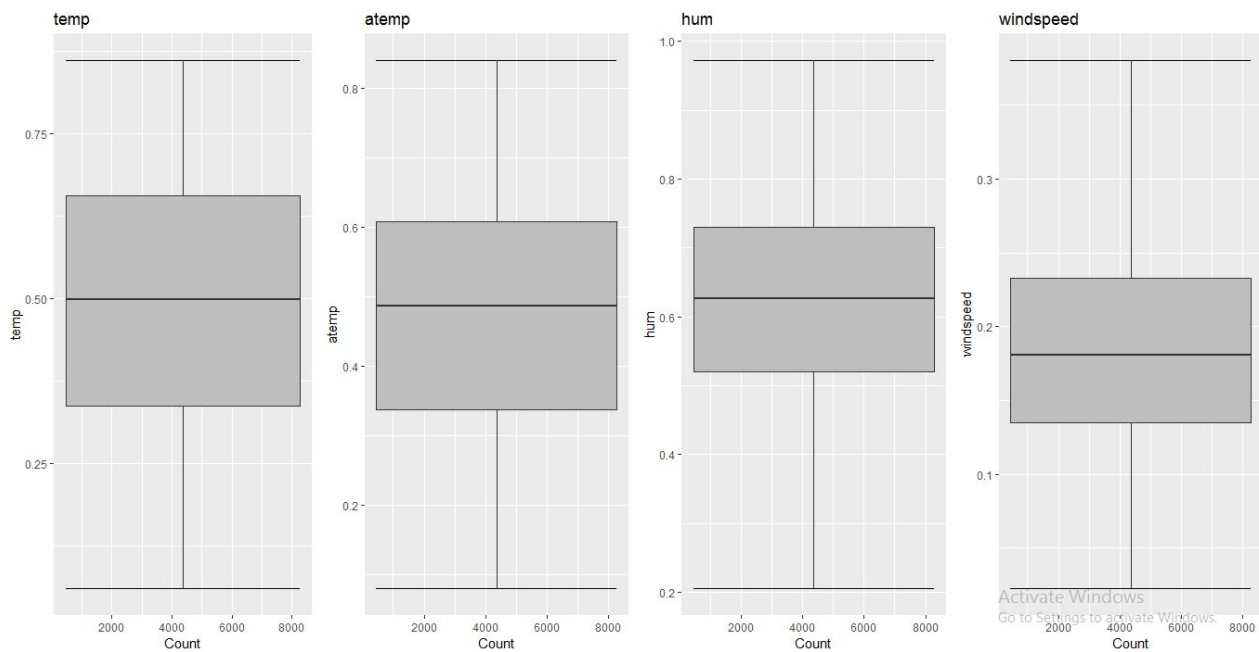 temp
temp
0.75
0.50
0.25
2000 4000 6000 8000
Count
atemp
atemp
0.8
0.6
0.4
0.2
2000 4000 6000 8000
Count
hum
hum
1.0
0.8
0.6
0.4
0.2
2000 4000 6000 8000
Count
windspeed
windspeed
0.3
0.2
0.1
2000 4000 6000 8000
Count
Activate Windows
Go to Settings to activate Windows.